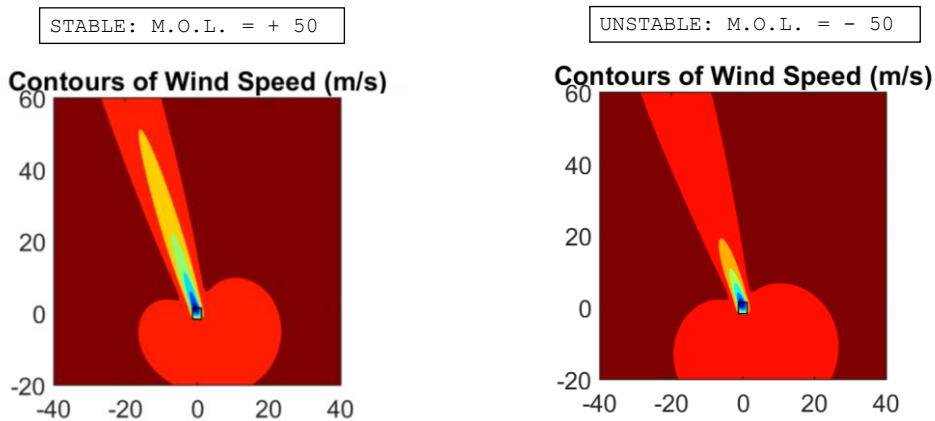 STABLE: M.O.L. = + 50
Contours of Wind Speed (m/s)
60
40
20
0
-20
-40 -20 0 20 40
UNSTABLE: M.O.L. = - 50
Contours of Wind Speed (m/s)
60
40
20
0
-20
-40 -20 0 20 40